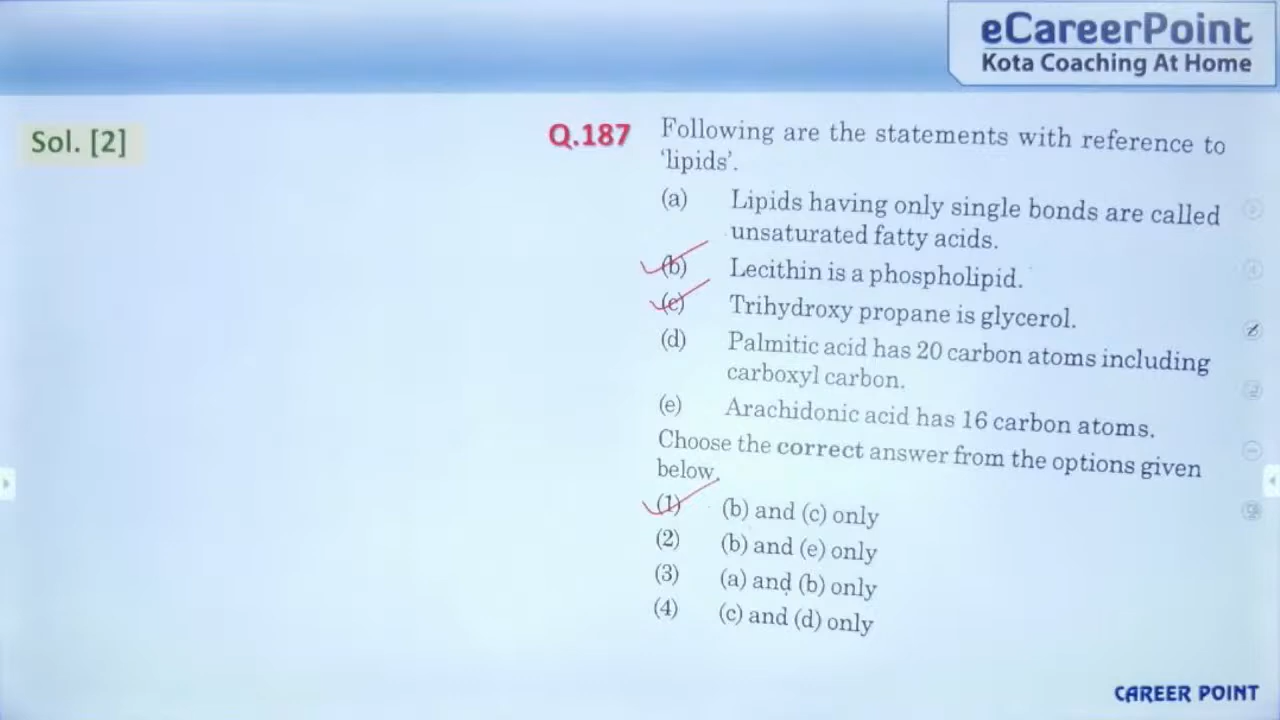 eCareerPoint
Kota Coaching At Home
Sol. [2]
Q.187 Following are the statements with reference to
‘lipids’.
(a) Lipids having only single bonds are called
unsaturated fatty acids.
(b) Lecithin is a phospholipid.
(c) Trihydroxy propane is glycerol.
(d) Palmitic acid has 20 carbon atoms including
carboxyl carbon.
(e) Arachidonic acid has 16 carbon atoms.
Choose the correct answer from the options given
below.
(1) (b) and (c) only
(2) (b) and (e) only
(3) (a) and (b) only
(4) (c) and (d) only
CAREER POINT